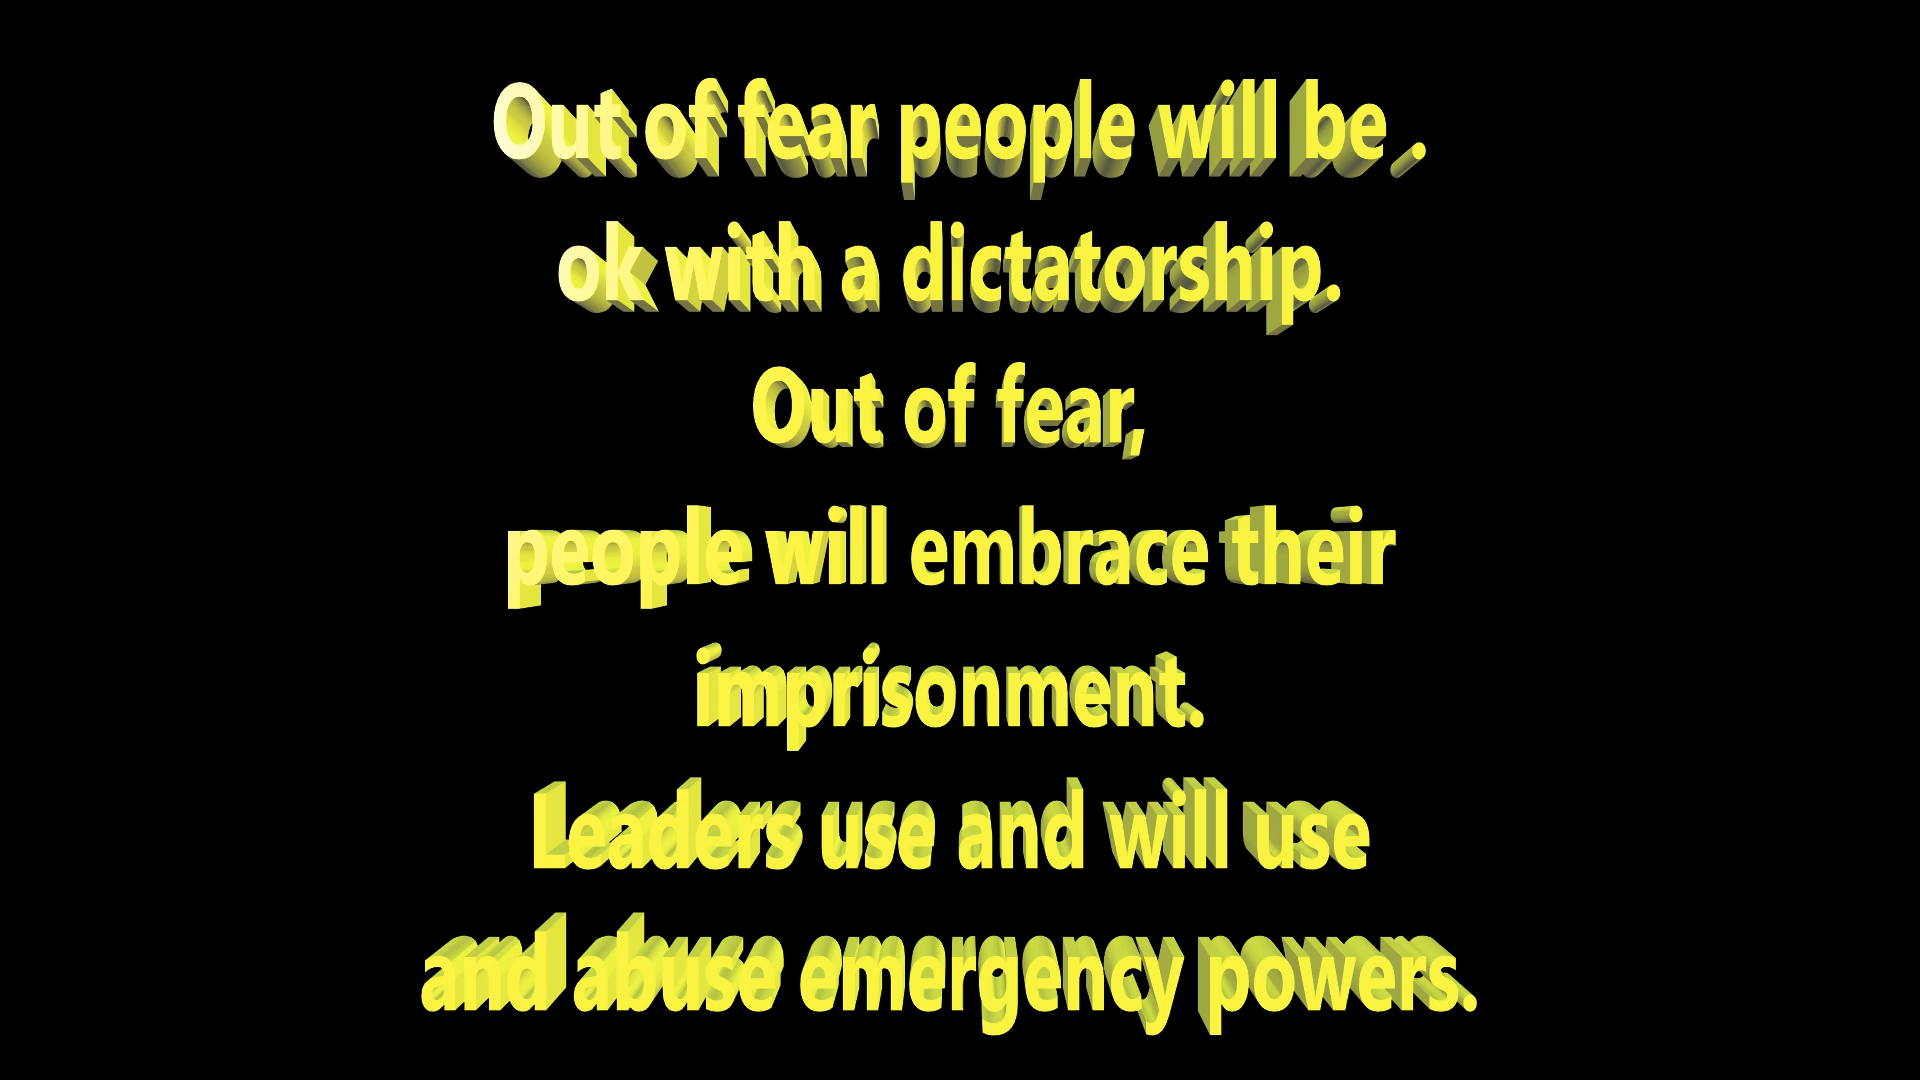 Out of fear people will be .
ok with a dictatorship.
Out of fear,
people will embrace their
imprisonment.
Leaders use and will use
and abuse emergency powers.